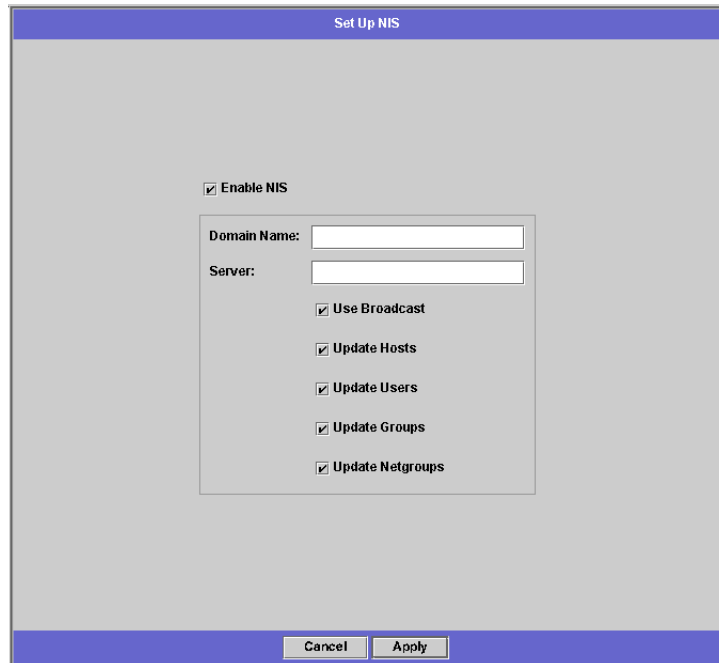 Set Up NIS
Enable NIS
Domain Name:
Server:
Use Broadcast
Update Hosts
Update Users
Update Groups
Update Netgroups
Cancel Apply